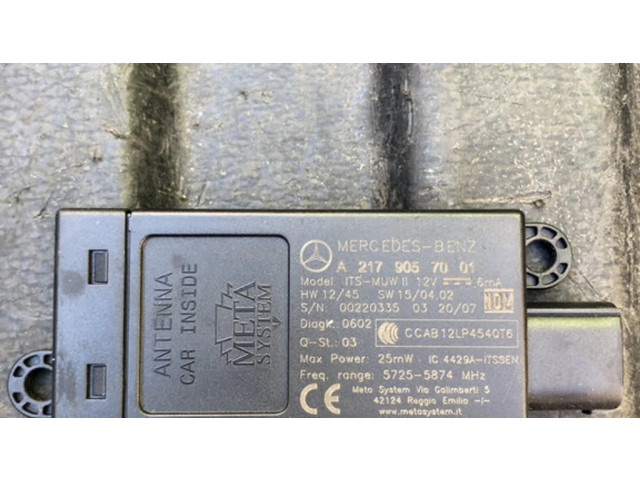 ANTENNA
CAR INSIDE
META
SYSTEM
MERCEDES-BENZ
A 217 905 70 01
Model: ITS-MUW II 12V 6mA
HW 12/45 SW 15/04.02
S/N: 00220335 03 20/07 10M
Diagk.: 0602 CCAB12LP4540T6
Q-St.: 03
Max Power: 25mW IC 4429A-ITSSEN
Freq. range: 5725-5874 MHz
CE
Meta System Via Galimberti 5
42124 Reggio Emilia -I-
www.metasystem.it